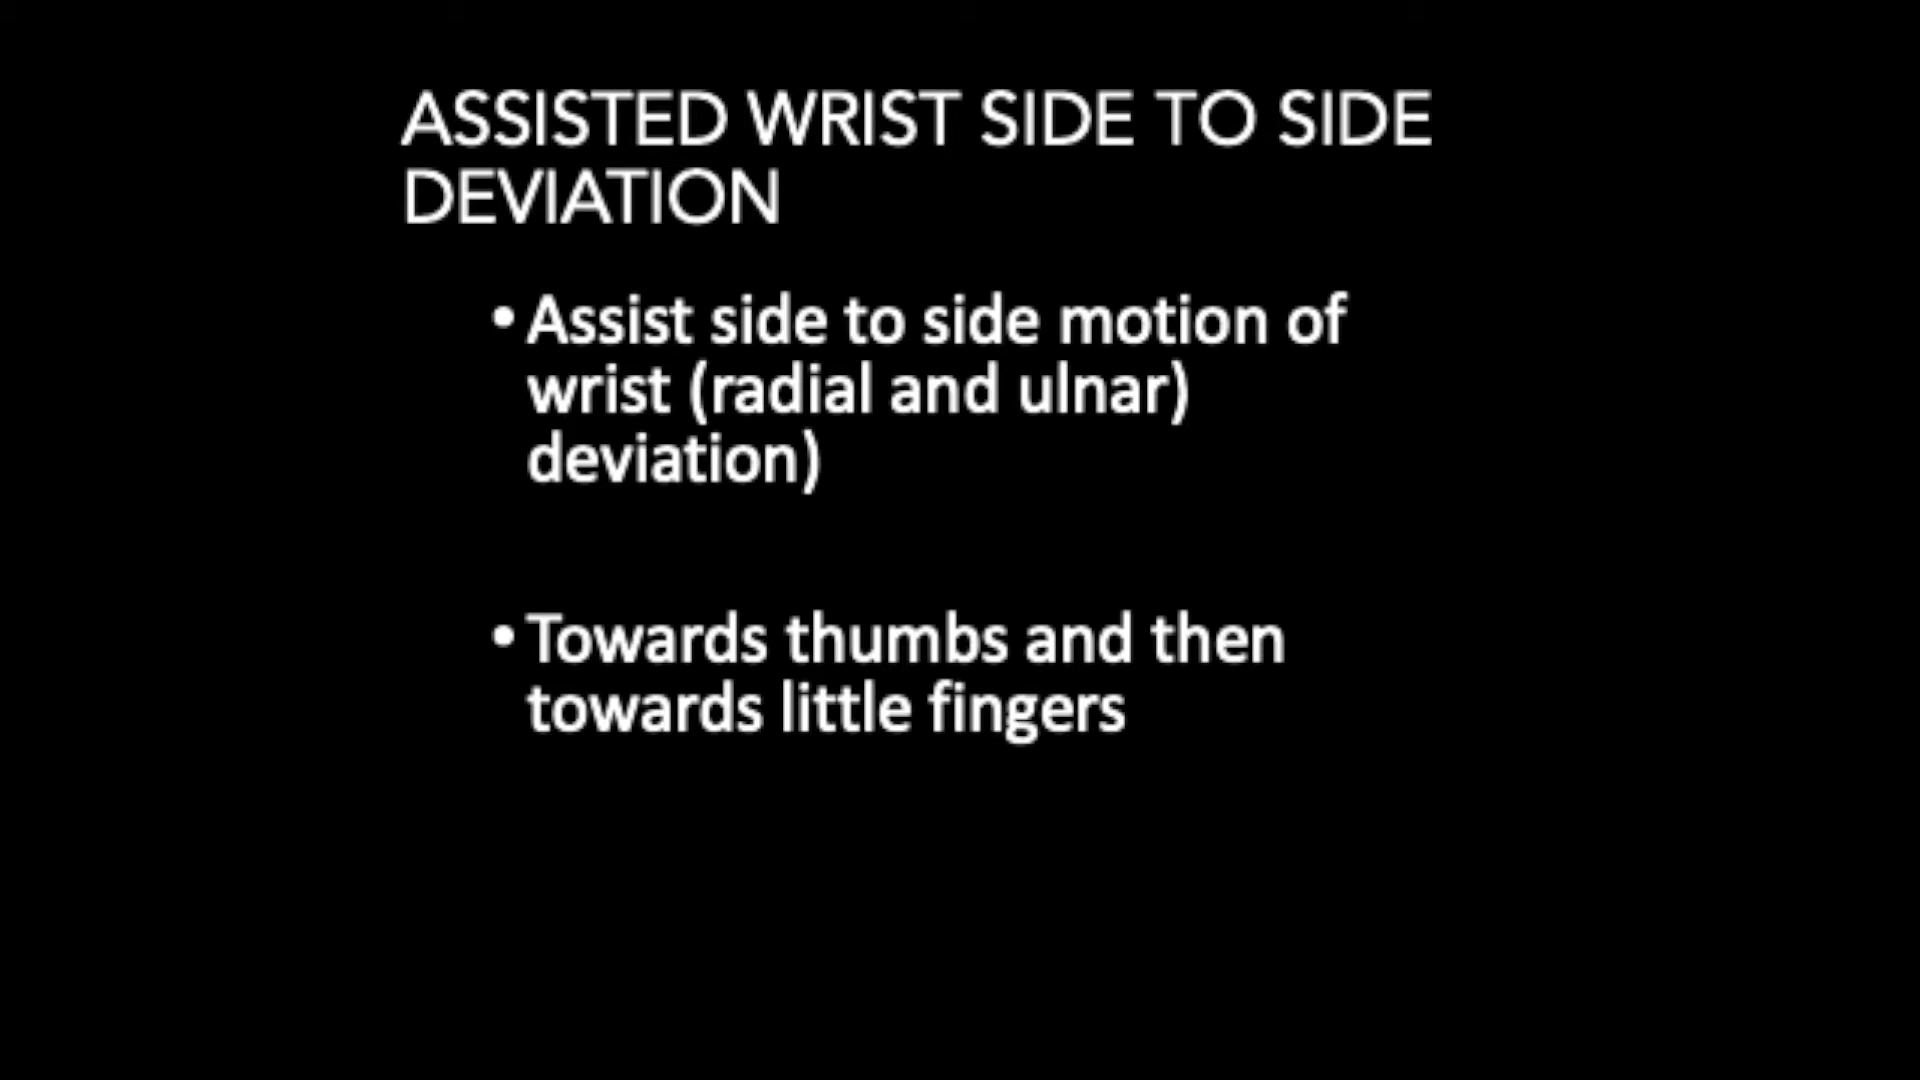 ASSISTED WRIST SIDE TO SIDE
DEVIATION
• Assist side to side motion of
wrist (radial and ulnar)
deviation)
• Towards thumbs and then
towards little fingers